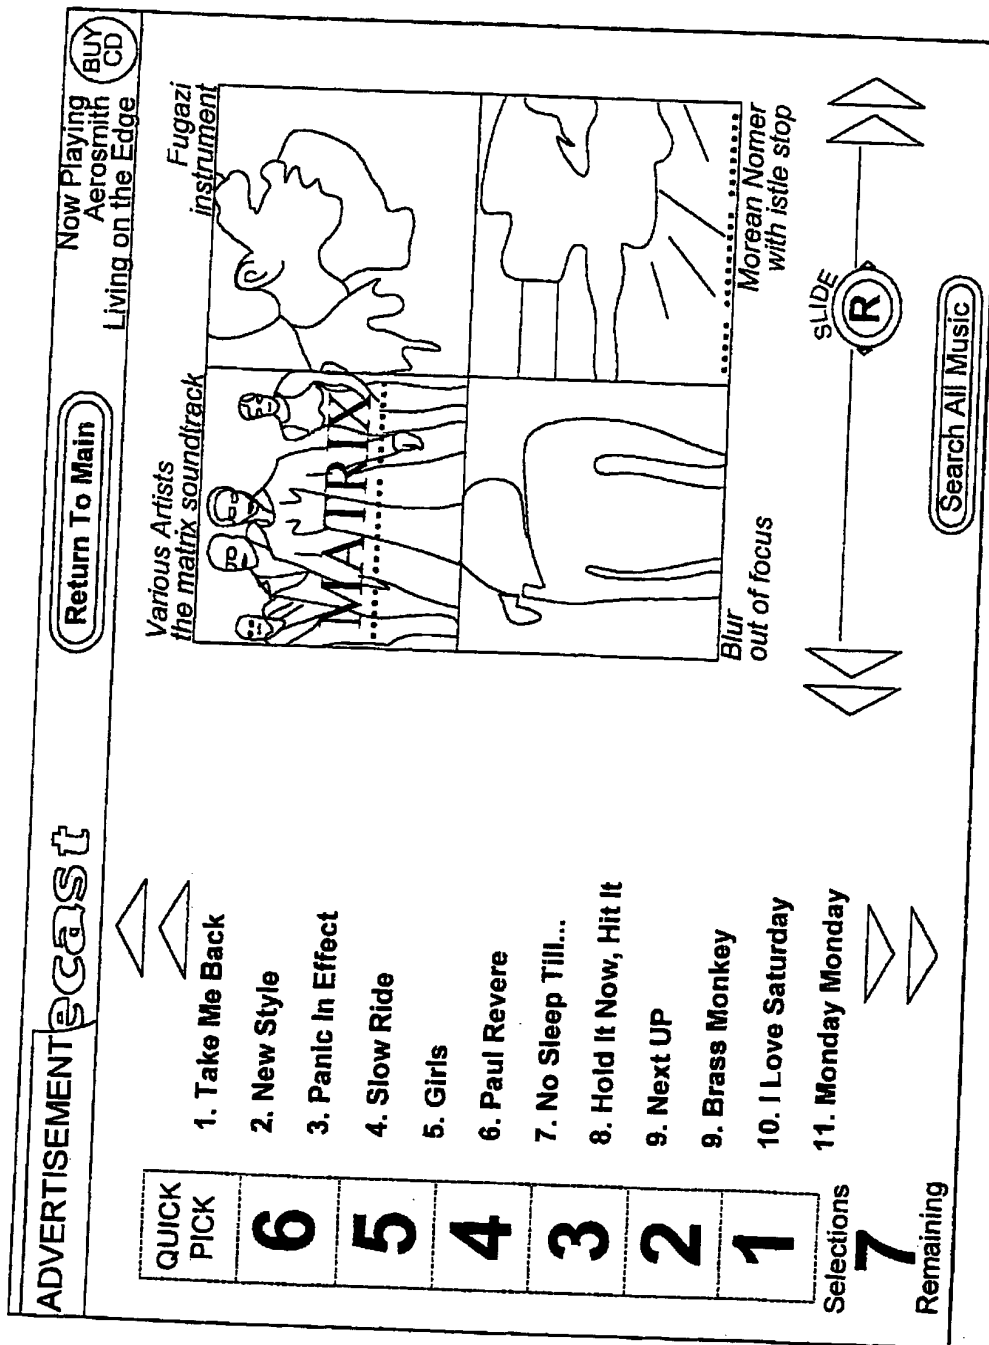 ADVERTISEMENT
ecast
Return To Main
Now Playing
Aerosmith
Living on the Edge
BUY
CD
QUICK
PICK
6
5
4
3
2
1
Selections
7
Remaining
1. Take Me Back
2. New Style
3. Panic In Effect
4. Slow Ride
5. Girls
6. Paul Revere
7. No Sleep Till...
8. Hold It Now, Hit It
9. Next UP
9. Brass Monkey
10. I Love Saturday
11. Monday Monday
Various Artists
the matrix soundtrack
Fugazi
instrument
MATRIX
Blur
out of focus
Morean Nomer
with istle stop
SLIDE
R
Search All Music